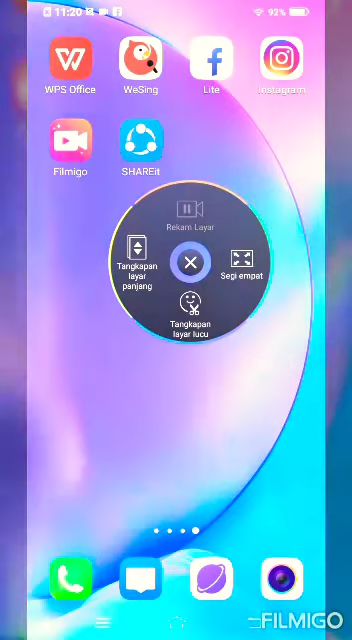 11:20
92%
WPS Office
WeSing
Lite
Instagram
Filmigo
SHAREit
Rekam Layar
Tangkapan
layar
panjang
Segi empat
Tangkapan
layar lucu
FILMIGO